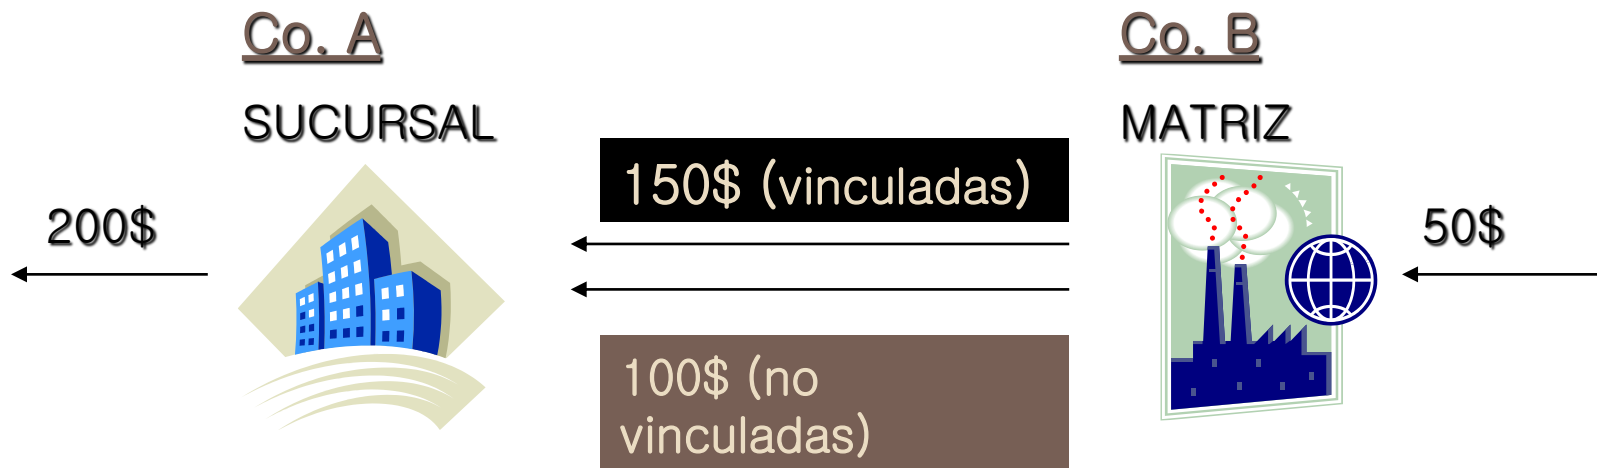 Co. A
Co. B
SUCURSAL
MATRIZ
150$ (vinculadas)
200$
50$
100$ (no
vinculadas)